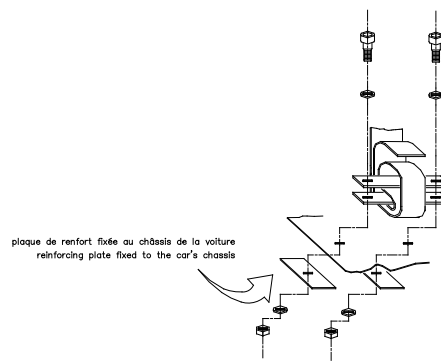 plaque de renfort fixée au châssis de la voiture
reinforcing plate fixed to the car's chassis